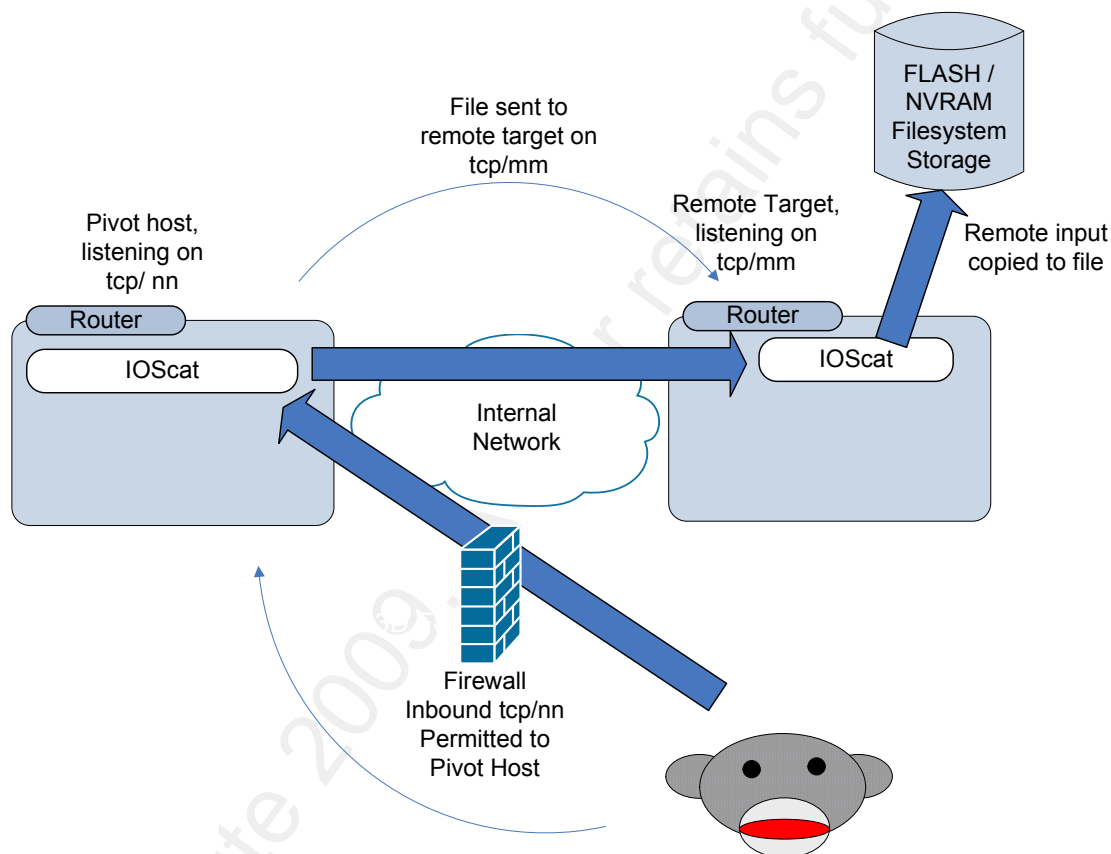 FLASH /
NVRAM
Filesystem
Storage
File sent to
remote target on
tcp/mm
Pivot host,
listening on
tcp/ nn
Remote Target,
listening on
tcp/mm
Remote input
copied to file
Router
IOScat
Router
IOScat
Internal
Network
Firewall
Inbound tcp/nn
Permitted to
Pivot Host
2009
retains